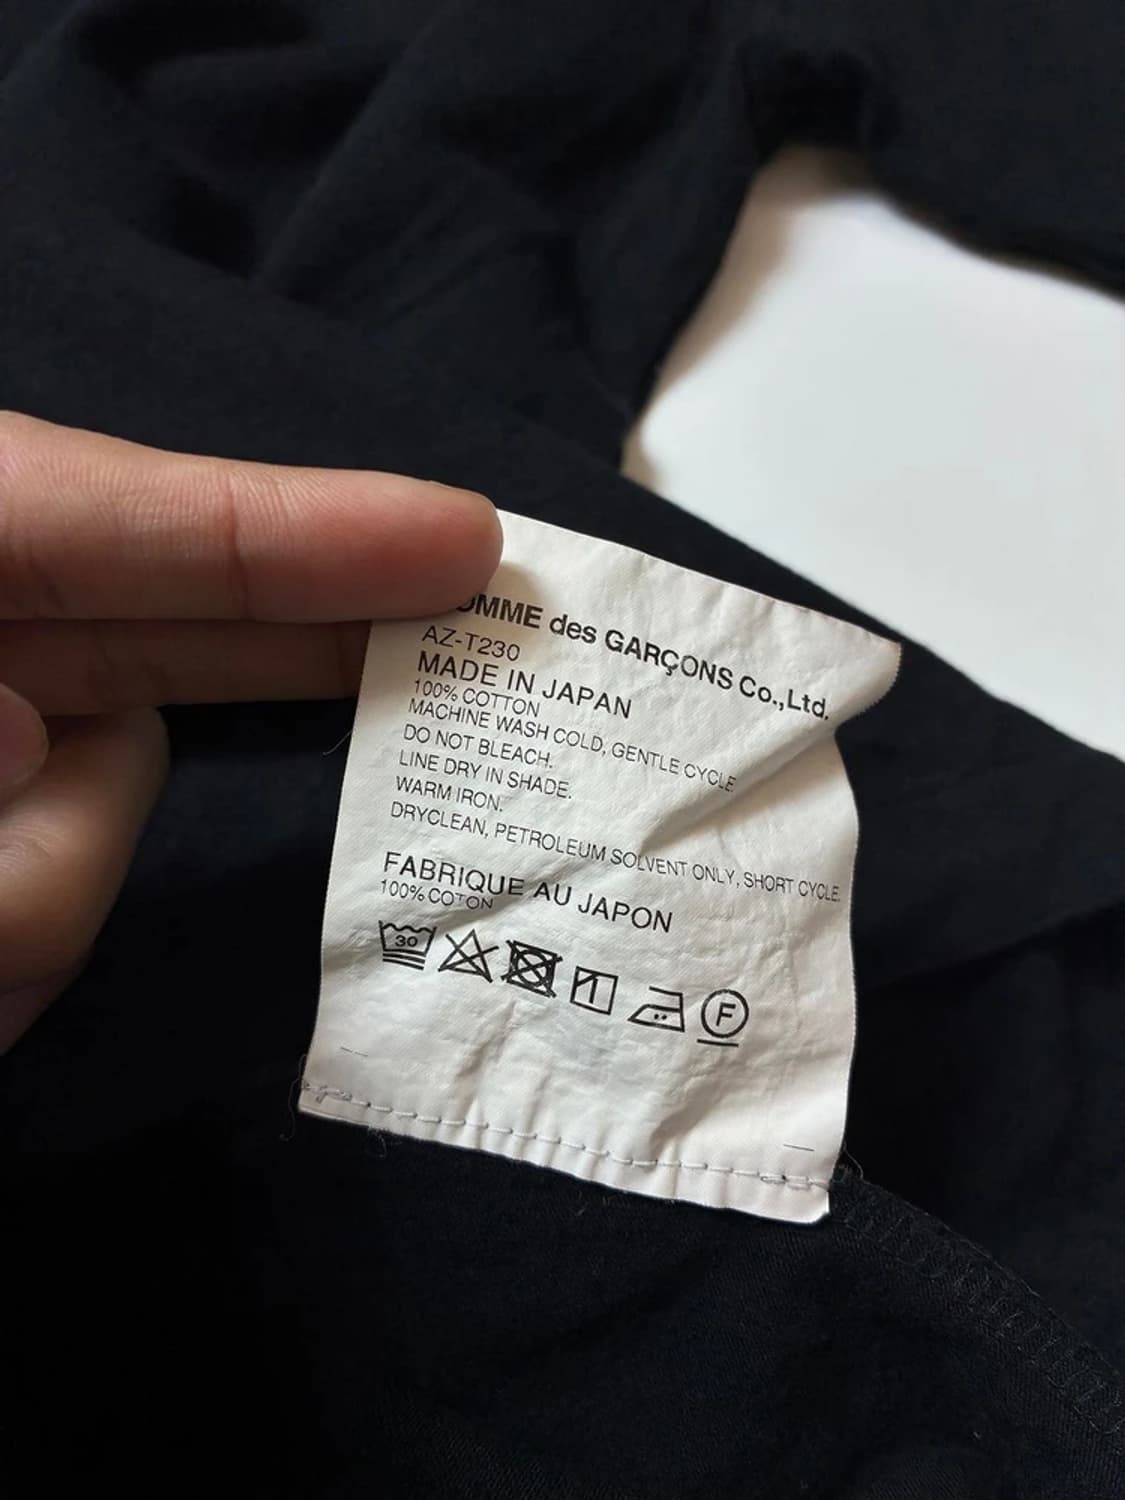 OMME des GARÇONS Co.,Ltd.
AZ-T230
MADE IN JAPAN
100% COTTON
MACHINE WASH COLD, GENTLE CYCLE
DO NOT BLEACH.
LINE DRY IN SHADE.
WARM IRON.
DRYCLEAN, PETROLEUM SOLVENT ONLY, SHORT CYCLE.
FABRIQUE AU JAPON
100% COTON
30 F